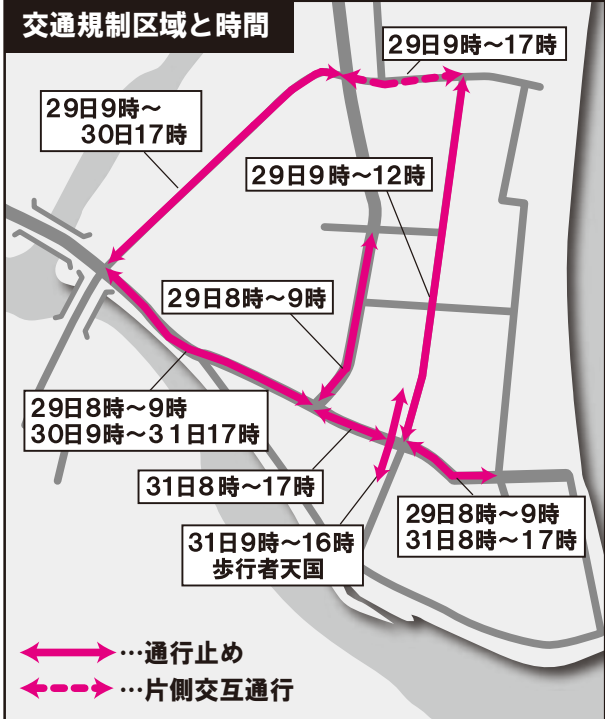 交通規制区域と時間
29日9時～17時
29日9時～
30日17時
29日9時～12時
29日8時～9時
29日8時～9時
30日9時～31日17時
31日8時～17時
29日8時～9時
31日8時～17時
31日9時～16時
歩行者天国
…通行止め
…片側交互通行